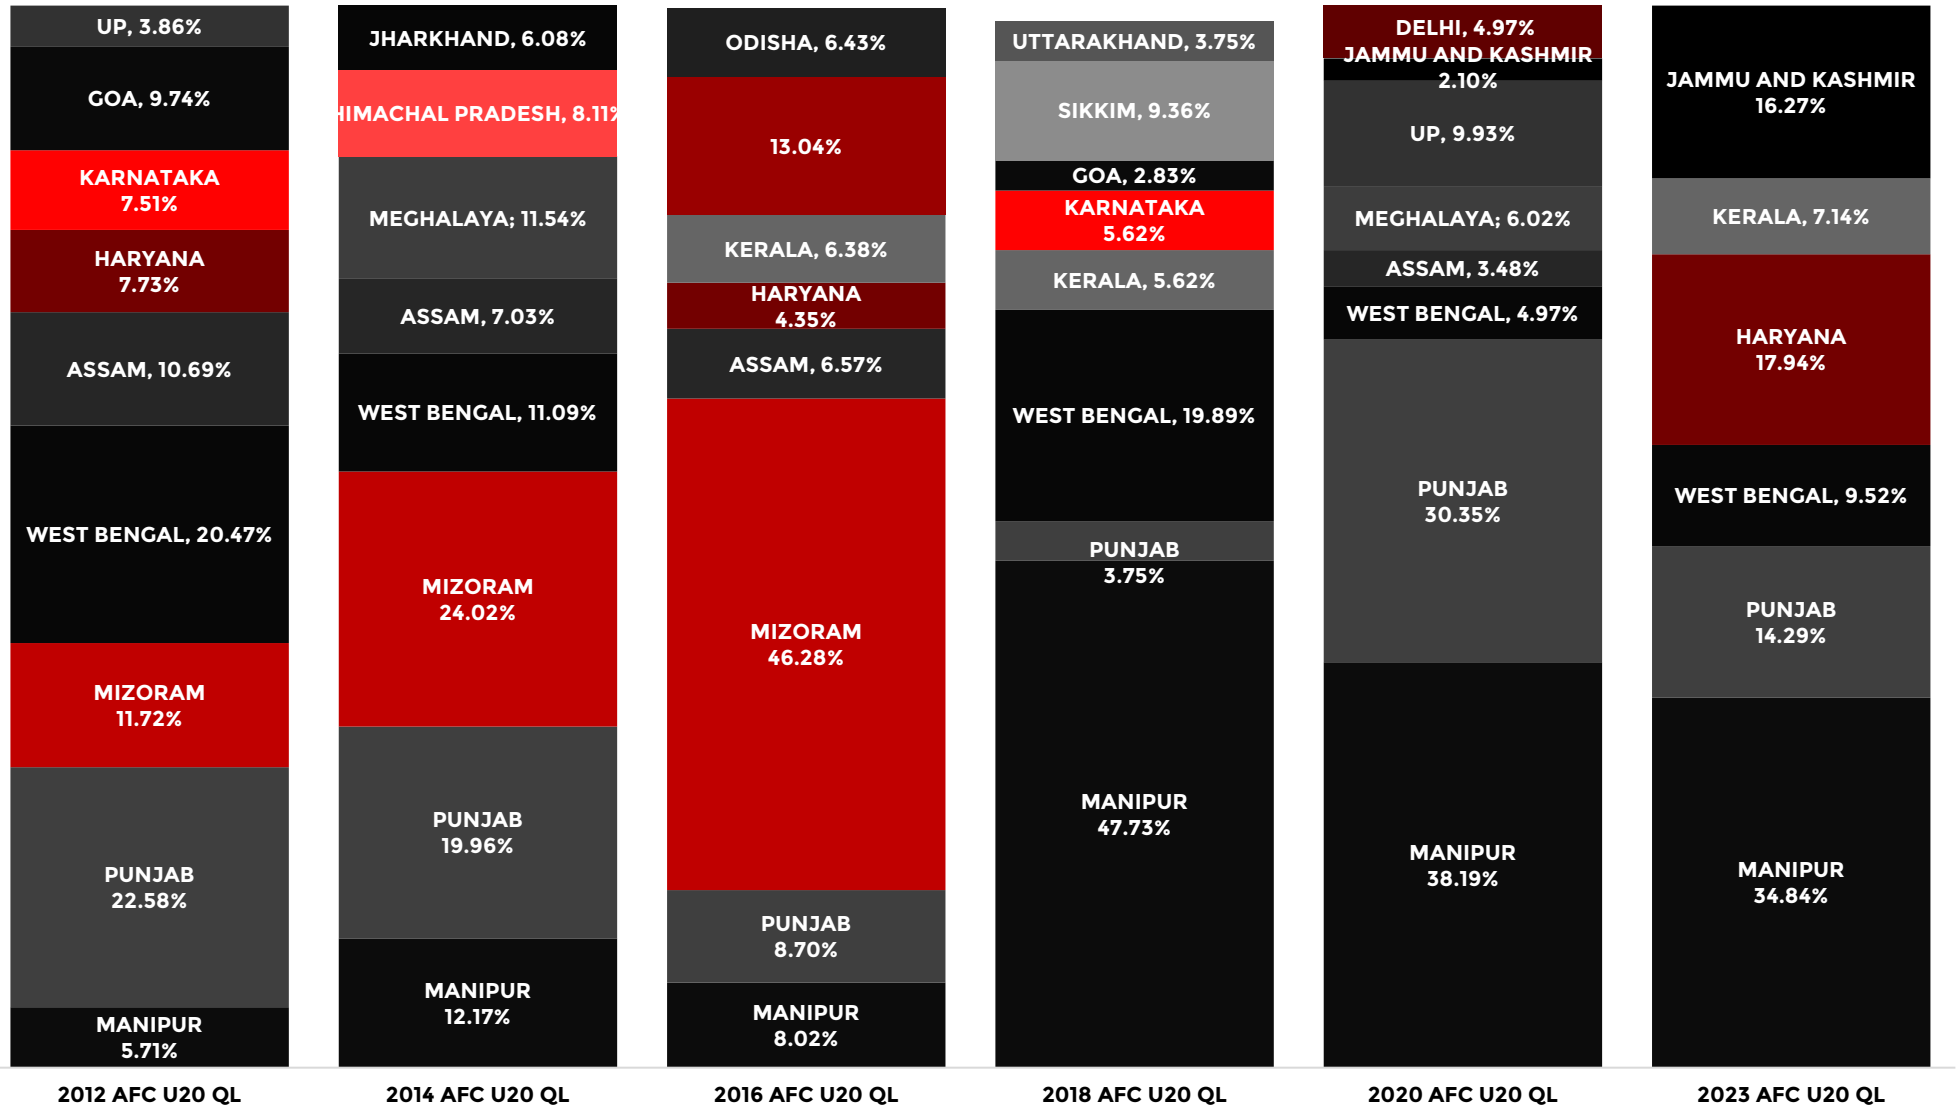 UP, 3.86%
GOA, 9.74%
KARNATAKA
7.51%
HARYANA
7.73%
ASSAM, 10.69%
WEST BENGAL, 20.47%
MIZORAM
11.72%
PUNJAB
22.58%
MANIPUR
5.71%
2012 AFC U20 QL
JHARKHAND, 6.08%
HIMACHAL PRADESH, 8.11%
MEGHALAYA; 11.54%
ASSAM, 7.03%
WEST BENGAL, 11.09%
MIZORAM
24.02%
PUNJAB
19.96%
MANIPUR
12.17%
2014 AFC U20 QL
ODISHA, 6.43%
13.04%
KERALA, 6.38%
HARYANA
4.35%
ASSAM, 6.57%
MIZORAM
46.28%
PUNJAB
8.70%
MANIPUR
8.02%
2016 AFC U20 QL
UTTARAKHAND, 3.75%
SIKKIM, 9.36%
GOA, 2.83%
KARNATAKA
5.62%
KERALA, 5.62%
WEST BENGAL, 19.89%
PUNJAB
3.75%
MANIPUR
47.73%
2018 AFC U20 QL
DELHI, 4.97%
JAMMU AND KASHMIR
2.10%
UP, 9.93%
MEGHALAYA; 6.02%
ASSAM, 3.48%
WEST BENGAL, 4.97%
PUNJAB
30.35%
MANIPUR
38.19%
2020 AFC U20 QL
JAMMU AND KASHMIR
16.27%
KERALA, 7.14%
HARYANA
17.94%
WEST BENGAL, 9.52%
PUNJAB
14.29%
MANIPUR
34.84%
2023 AFC U20 QL